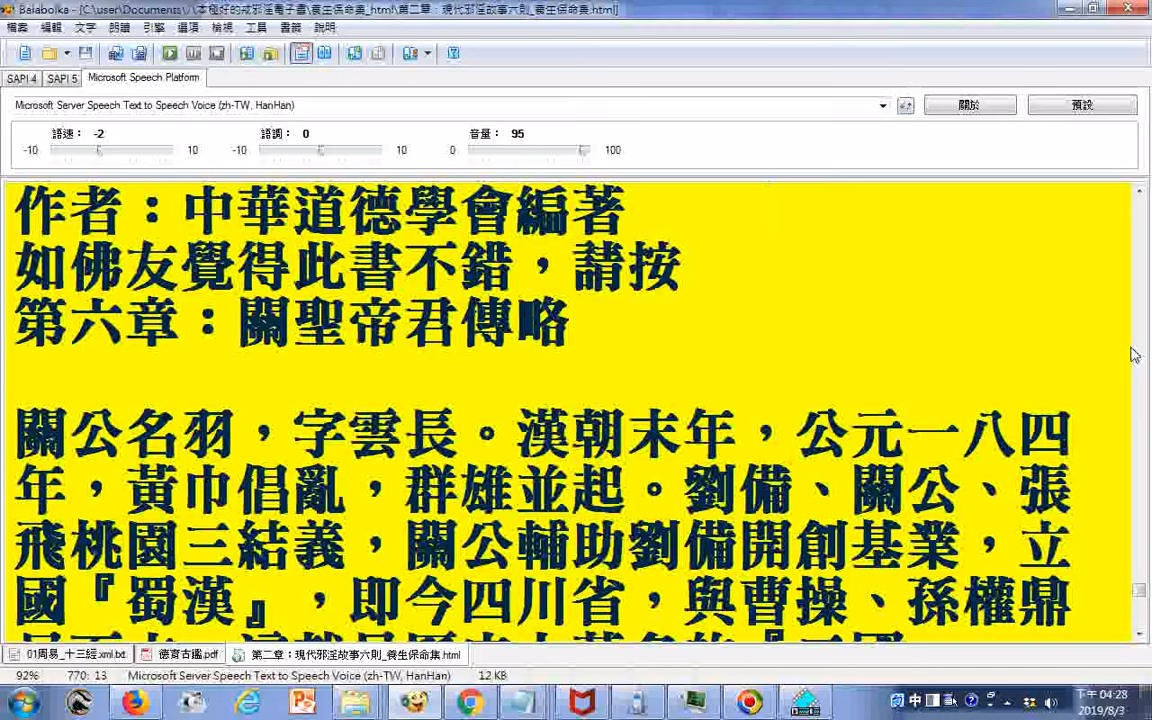 Balabolka - [C:\user\Documents\
本極好的戒邪淫電子書\養生保命集_html\第二章：現代邪淫故事六則_養生保命集.html]
檔案 編輯 文字 朗讀 引擎 選項 檢視 工具 書籤 說明
SAPI 4 SAPI 5 Microsoft Speech Platform
Microsoft Server Speech Text to Speech Voice (zh-TW, HanHan) 關於 預設
語速： -2 語調： 0 音量： 95
-10 10 -10 10 0 100
作者：中華道德學會編著
如佛友覺得此書不錯，請按
第六章：關聖帝君傳略
關公名羽，字雲長。漢朝末年，公元一八四
年，黃巾倡亂，群雄並起。劉備、關公、張
飛桃園三結義，關公輔助劉備開創基業，立
國『蜀漢』，即今四川省，與曹操、孫權鼎
01周易_十三經.xml.txt 德育古鑑.pdf 第二章：現代邪淫故事六則_養生保命集.html
92% 770: 13 Microsoft Server Speech Text to Speech Voice (zh-TW, HanHan) 12 KB
中 下午 04:28
2019/8/3